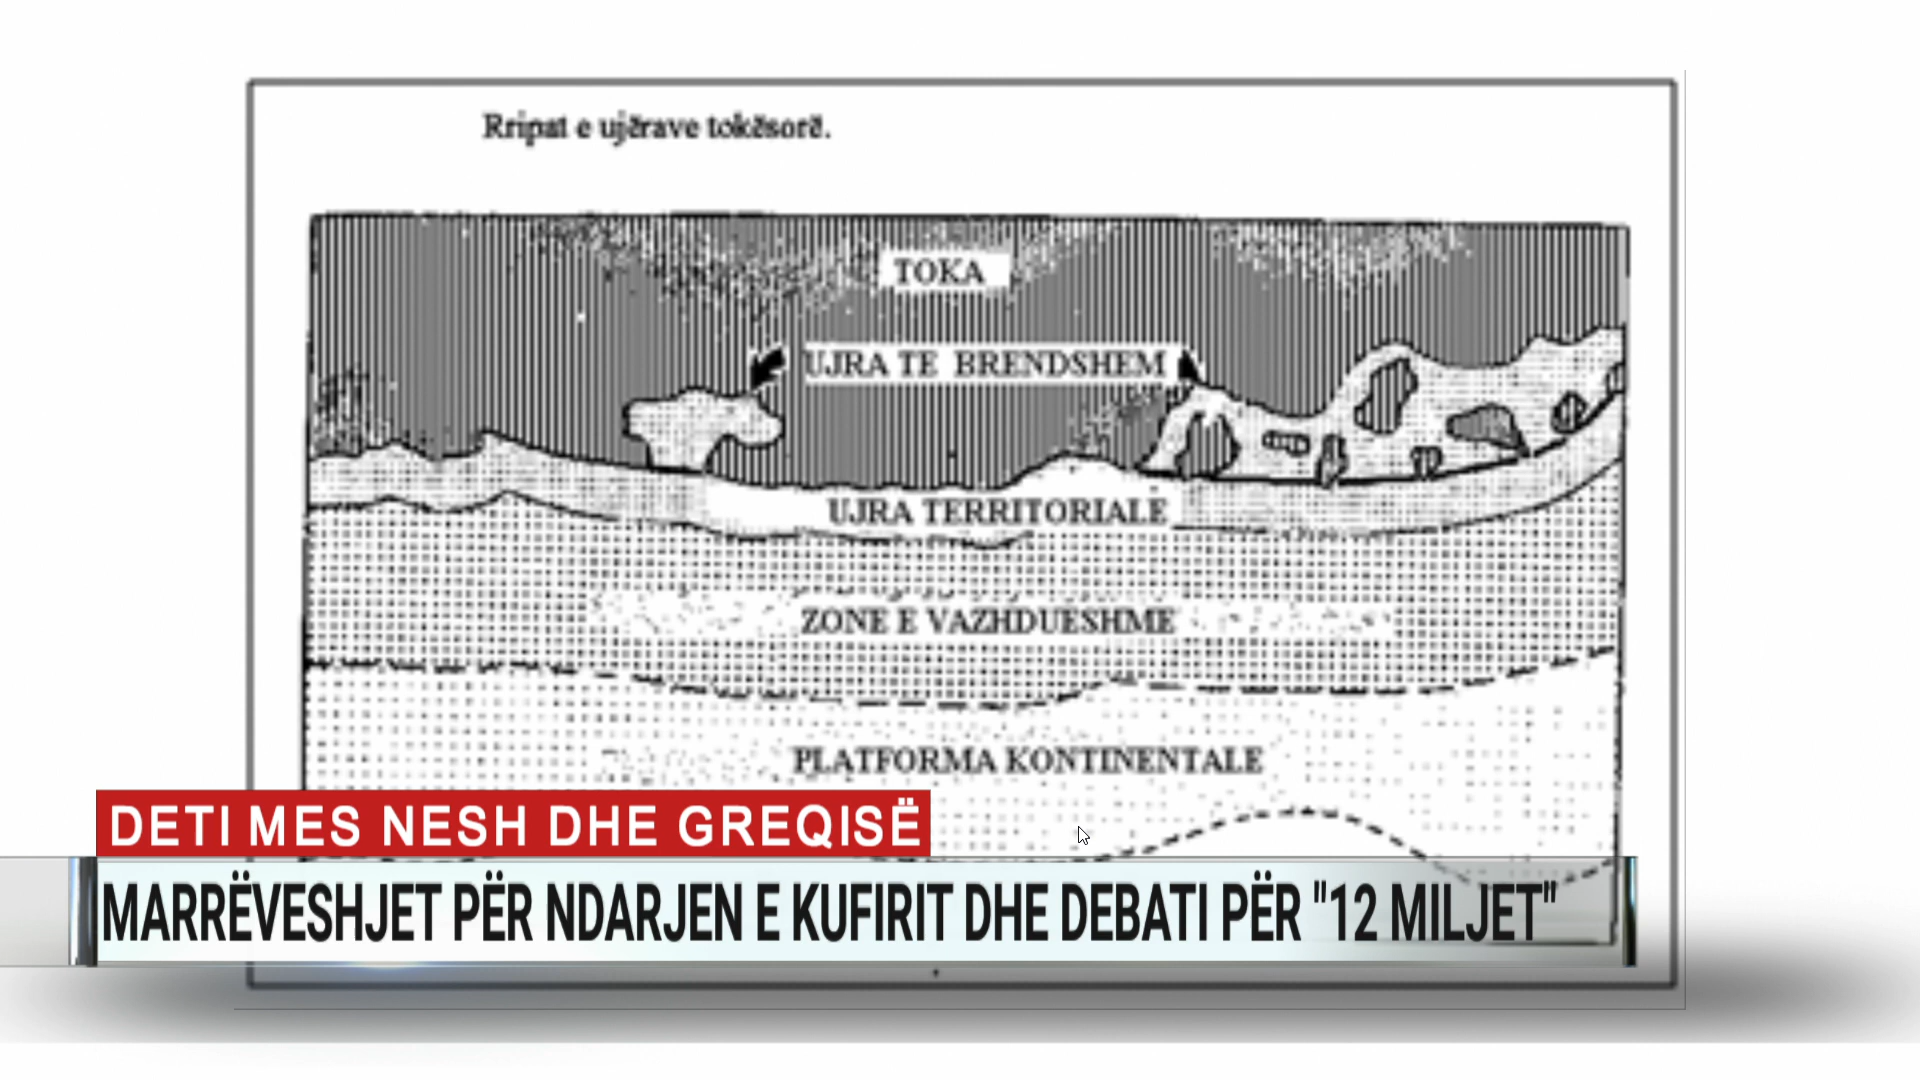 Rripat e ujërave tokësorë.
TOKA
UJRA TE BRENDSHEM
UJRA TERRITORIALE
ZONE E VAZHDUESHME
PLATFORMA KONTINENTALE
DETI MES NESH DHE GREQISË
MARRËVESHJET PËR NDARJEN E KUFIRIT DHE DEBATI PËR "12 MILJET"